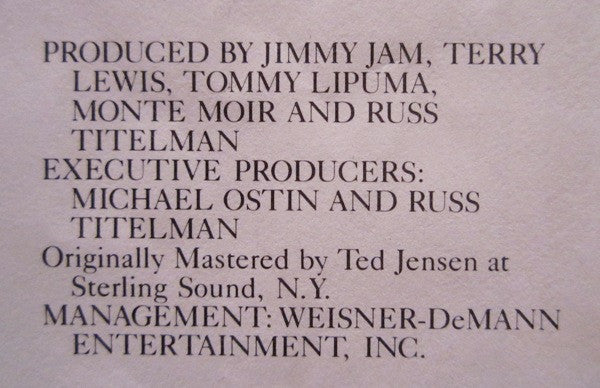 PRODUCED BY JIMMY JAM, TERRY
LEWIS, TOMMY LIPUMA,
MONTE MOIR AND RUSS
TITELMAN
EXECUTIVE PRODUCERS:
MICHAEL OSTIN AND RUSS
TITELMAN
Originally Mastered by Ted Jensen at
Sterling Sound, N.Y.
MANAGEMENT: WEISNER-DeMANN
ENTERTAINMENT, INC.